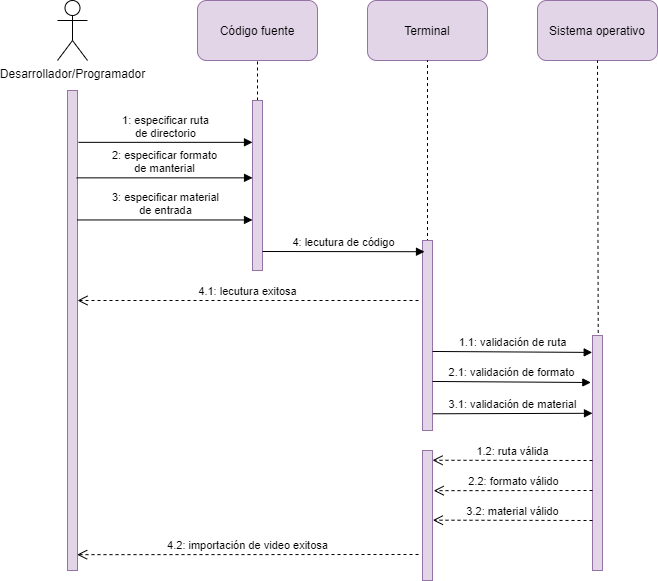 Código fuente
Terminal
Sistema operativo
Desarrollador/Programador
1: especificar ruta
de directorio
2: especificar formato
de manterial
3: especificar material
de entrada
4: lecutura de código
4.1: lecutura exitosa
1.1: validación de ruta
2.1: validación de formato
3.1: validación de material
1.2: ruta válida
2.2: formato válido
3.2: material válido
4.2: importación de video exitosa